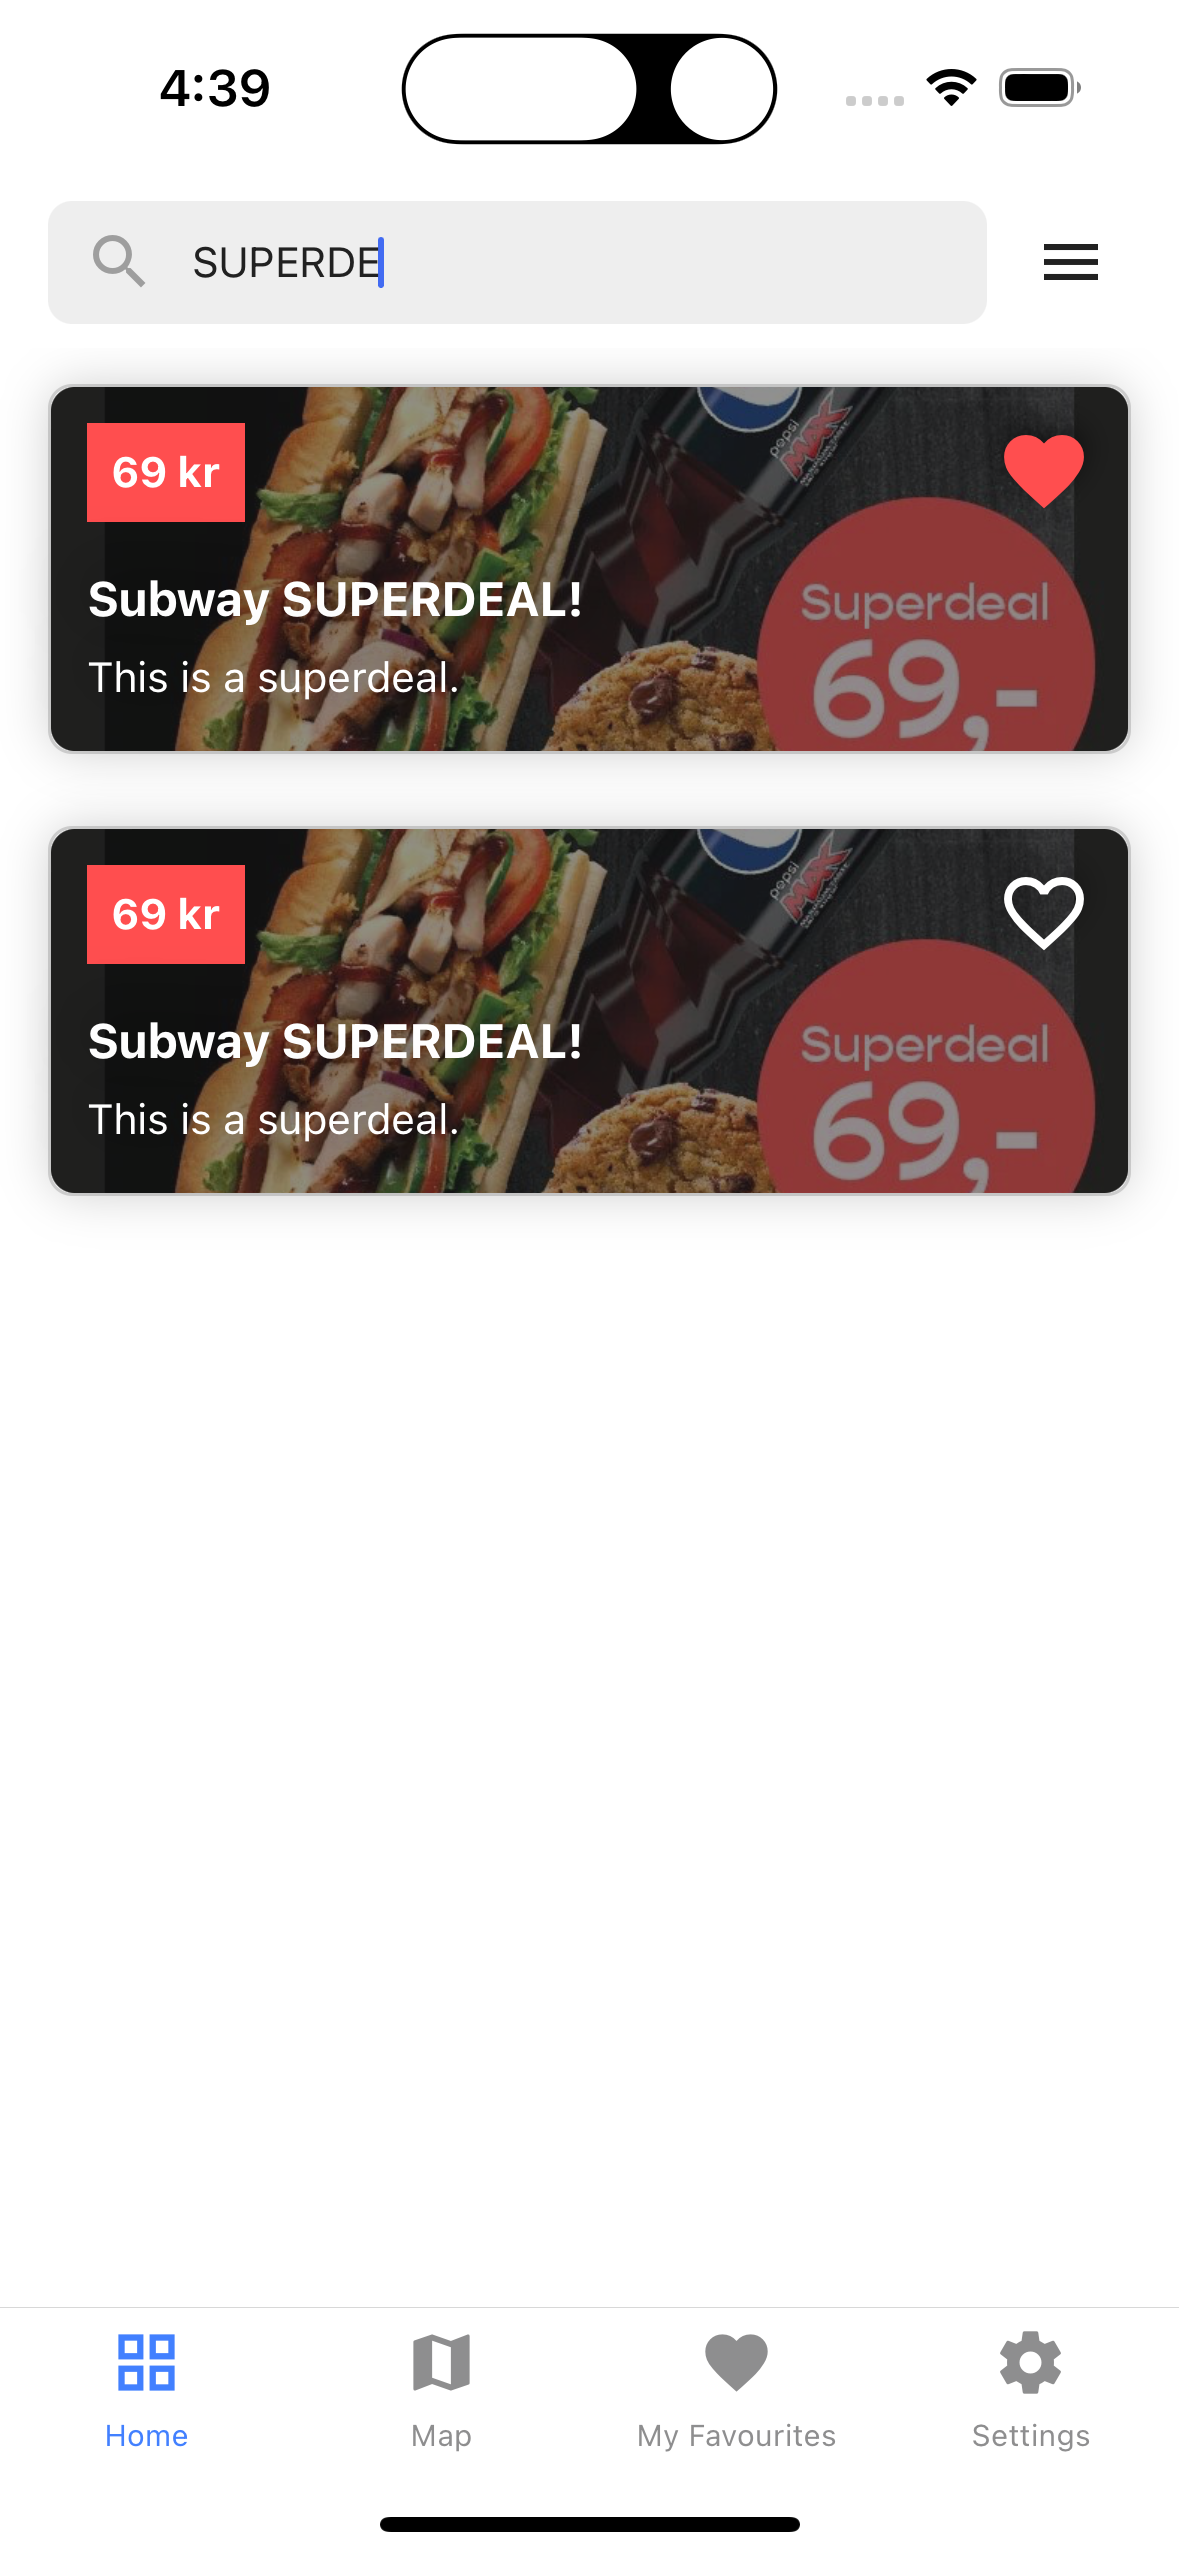 4:39
SUPERDE
69 kr
pepsi
MAX
Subway SUPERDEAL!
This is a superdeal.
Superdeal
69,-
69 kr
pepsi
MAX
Subway SUPERDEAL!
This is a superdeal.
Superdeal
69,-
Home
Map
My Favourites
Settings